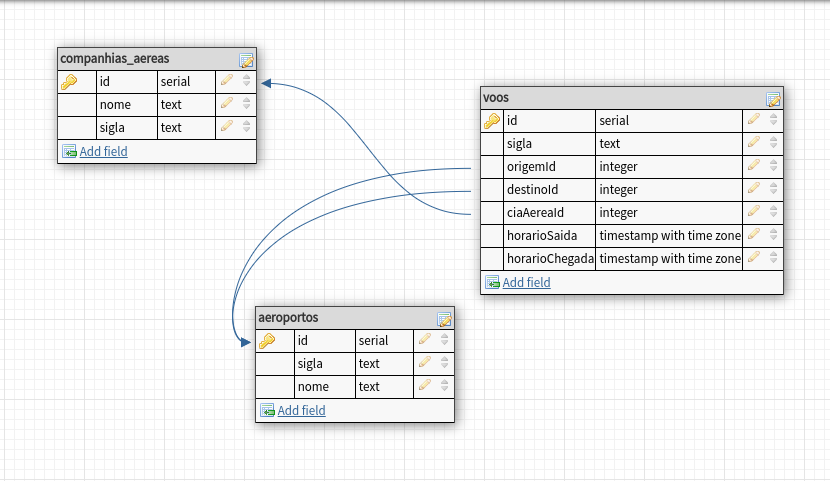 companhias_aereas
id serial
nome text
sigla text
Add field
voos
id serial
sigla text
origemId integer
destinoId integer
ciaAereaId integer
horarioSaida timestamp with time zone
horarioChegada timestamp with time zone
Add field
aeroportos
id serial
sigla text
nome text
Add field